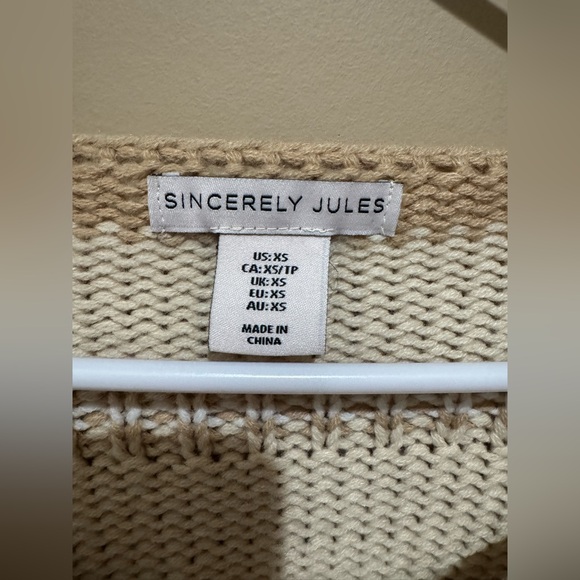 SINCERELY JULES
US: XS
CA: XS/TP
UK: XS
EU: XS
AU: XS
MADE IN
CHINA